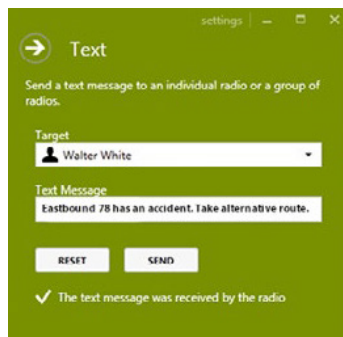 settings
Text
Send a text message to an individual radio or a group of
radios.
Target
Walter White
Text Message
Eastbound 78 has an accident. Take alternative route.
RESET SEND
The text message was received by the radio